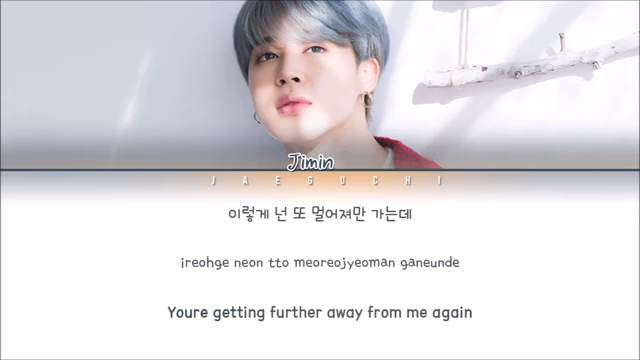 Jimin
JAEGUCHI
이렇게 넌 또 멀어져만 가는데
ireohge neon tto meoreojyeoman ganeunde
Youre getting further away from me again